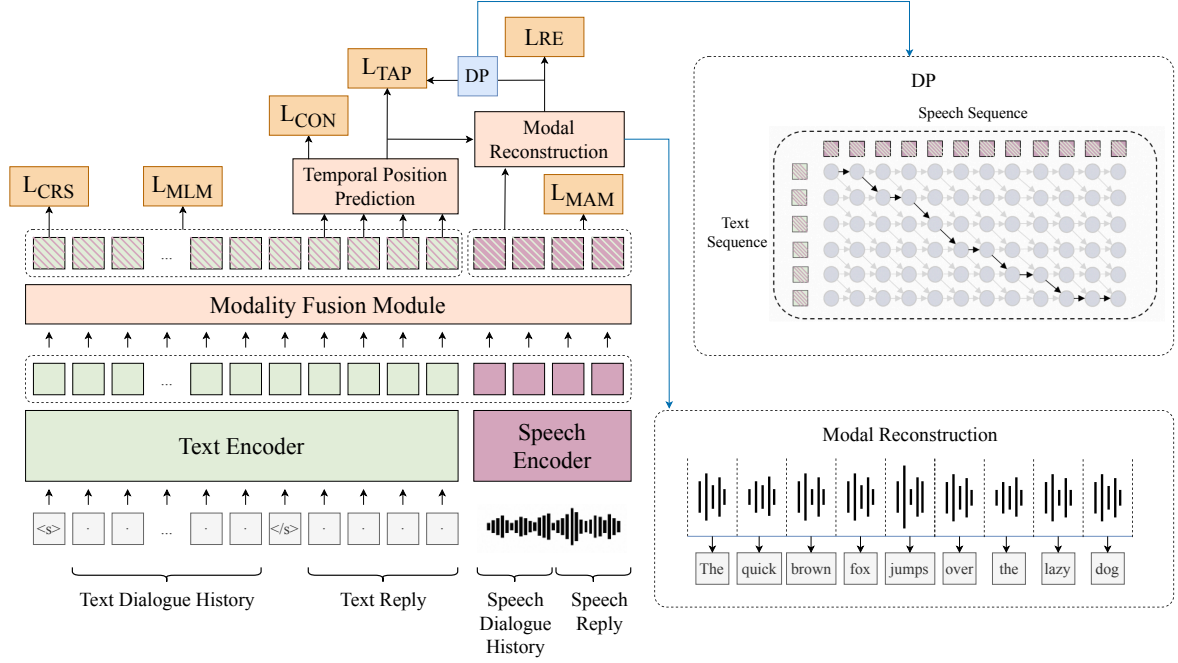 LRE
DP
LTAP
DP
Speech Sequence
LCON
Modal
Reconstruction
LCRS
LMLM
Temporal Position
Prediction
LMAM
Text
Sequence
...
Modality Fusion Module
...
Text Encoder
Speech
Encoder
Modal Reconstruction
<s> · · ... · · </s> · · · ·
The quick brown fox jumps over the lazy dog
Text Dialogue History
Text Reply
Speech
Dialogue
History
Speech
Reply